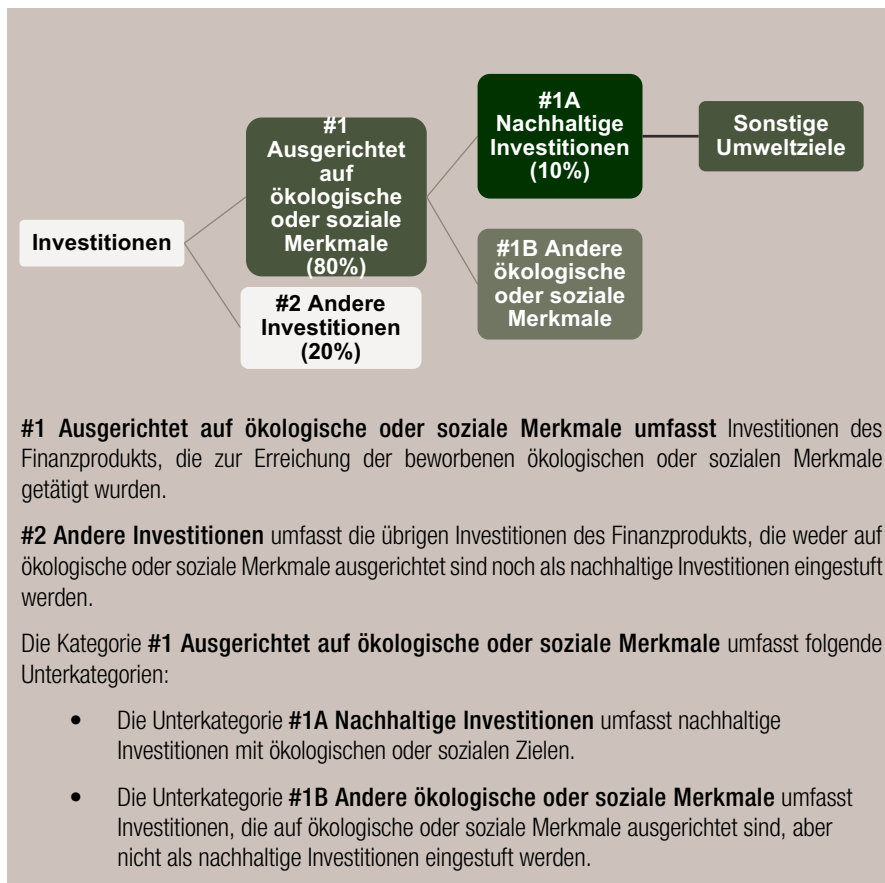 #1
Ausgerichtet
auf
ökologische
oder soziale
Merkmale
(80%)
#1A
Nachhaltige
Investitionen
(10%)
Sonstige
Umweltziele
Investitionen
#2 Andere
Investitionen
(20%)
#1B Andere
ökologische
oder soziale
Merkmale
#1 Ausgerichtet auf ökologische oder soziale Merkmale umfasst Investitionen des
Finanzprodukts, die zur Erreichung der beworbenen ökologischen oder sozialen Merkmale
getätigt wurden.
#2 Andere Investitionen umfasst die übrigen Investitionen des Finanzprodukts, die weder auf
ökologische oder soziale Merkmale ausgerichtet sind noch als nachhaltige Investitionen eingestuft
werden.
Die Kategorie #1 Ausgerichtet auf ökologische oder soziale Merkmale umfasst folgende
Unterkategorien:
• Die Unterkategorie #1A Nachhaltige Investitionen umfasst nachhaltige
Investitionen mit ökologischen oder sozialen Zielen.
• Die Unterkategorie #1B Andere ökologische oder soziale Merkmale umfasst
Investitionen, die auf ökologische oder soziale Merkmale ausgerichtet sind, aber
nicht als nachhaltige Investitionen eingestuft werden.